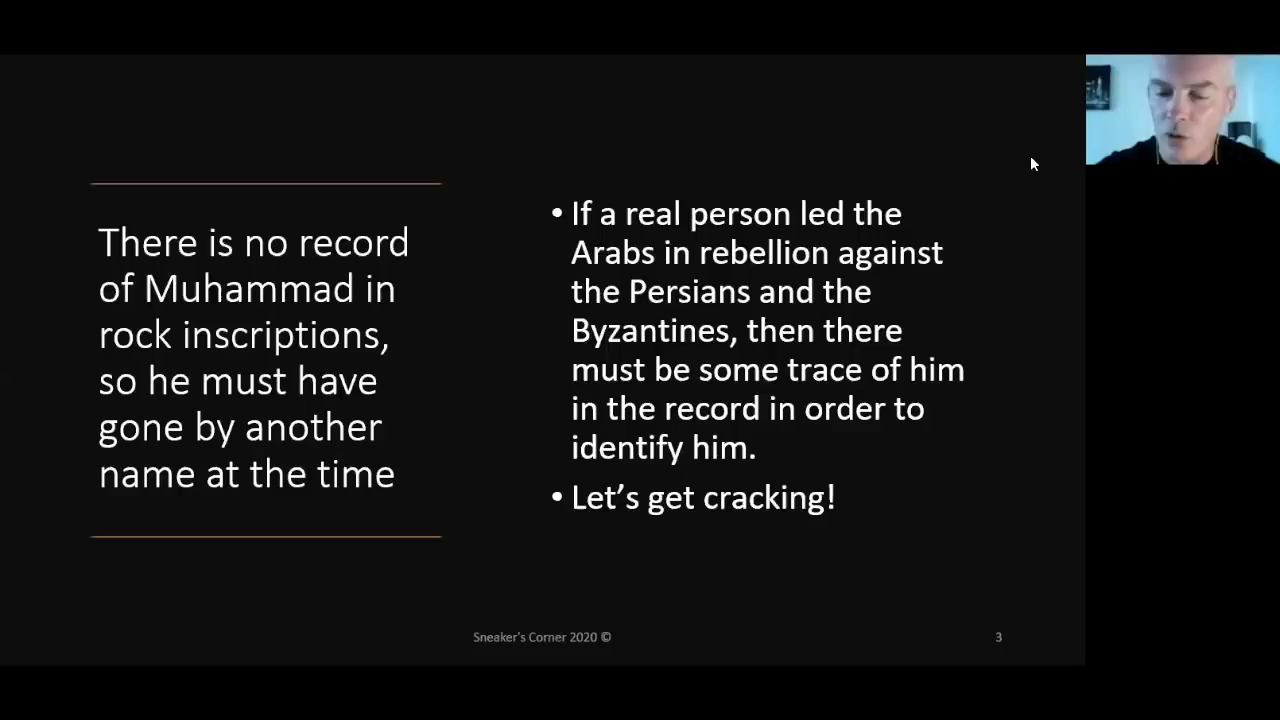 There is no record
of Muhammad in
rock inscriptions,
so he must have
gone by another
name at the time
• If a real person led the
Arabs in rebellion against
the Persians and the
Byzantines, then there
must be some trace of him
in the record in order to
identify him.
• Let’s get cracking!
Sneaker’s Corner 2020 ©
3